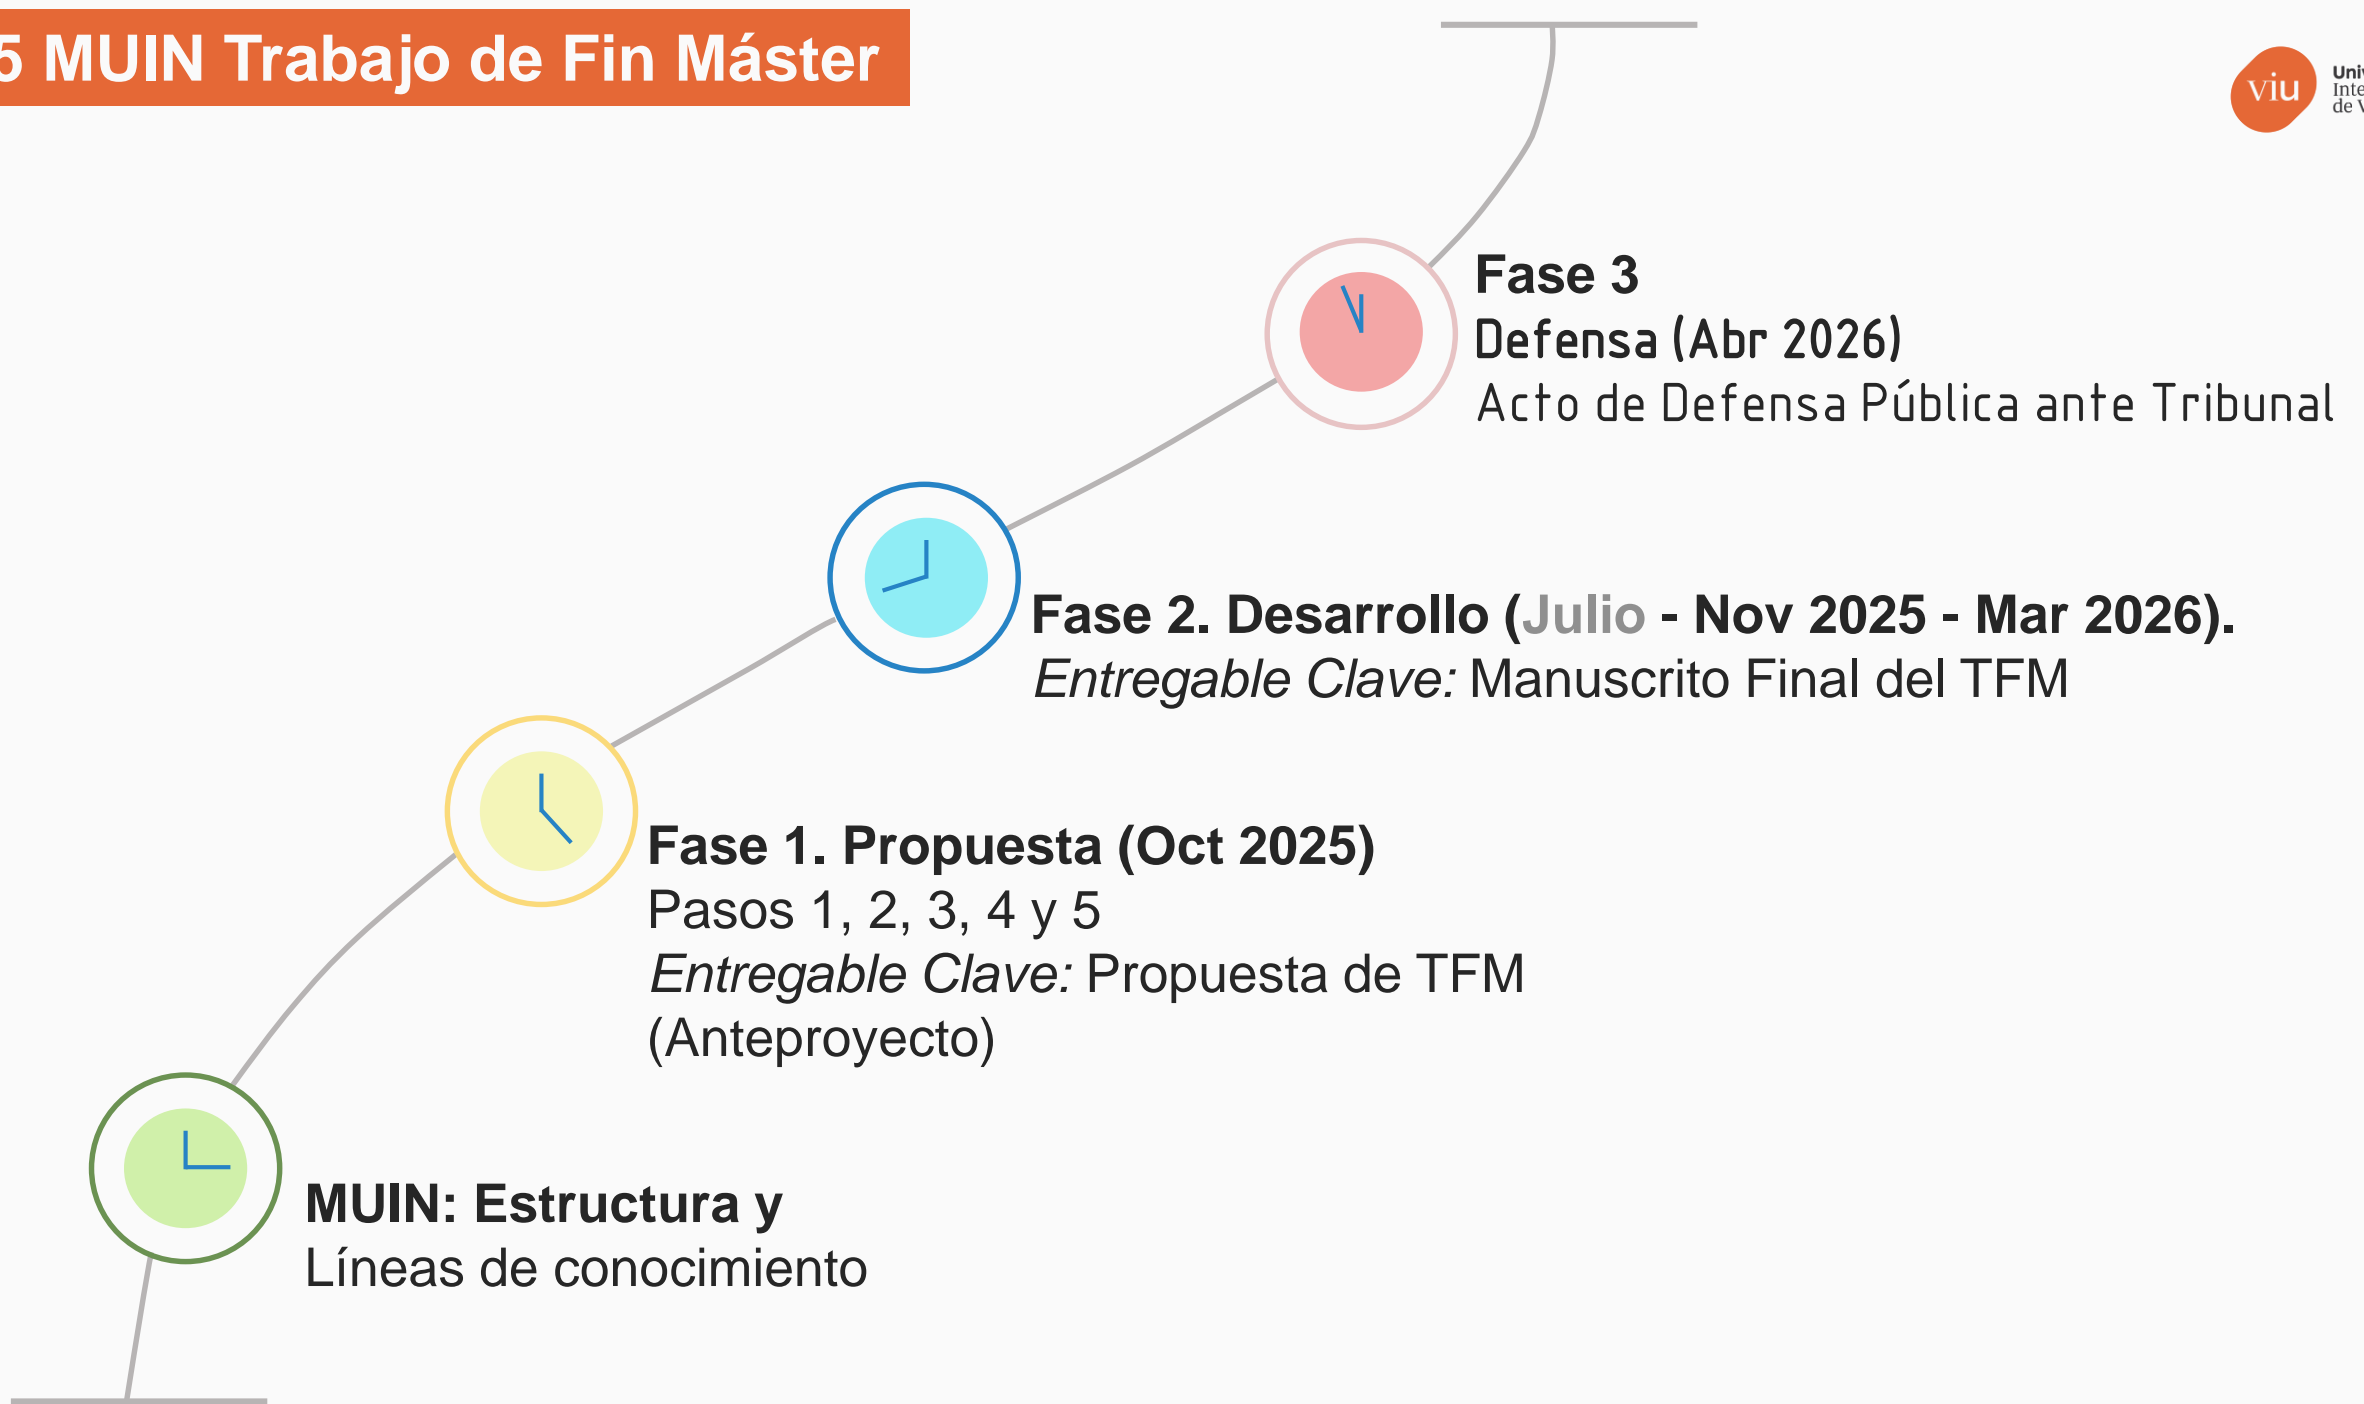 5 MUIN Trabajo de Fin Máster
viu
de
Fase 3
Defensa (Abr 2026)
Acto de Defensa Pública ante Tribunal
Fase 2. Desarrollo (Julio - Nov 2025 - Mar 2026).
Entregable Clave: Manuscrito Final del TFM
Fase 1. Propuesta (Oct 2025)
Pasos 1, 2, 3, 4 y 5
Entregable Clave: Propuesta de TFM
(Anteproyecto)
MUIN: Estructura y
Líneas de conocimiento